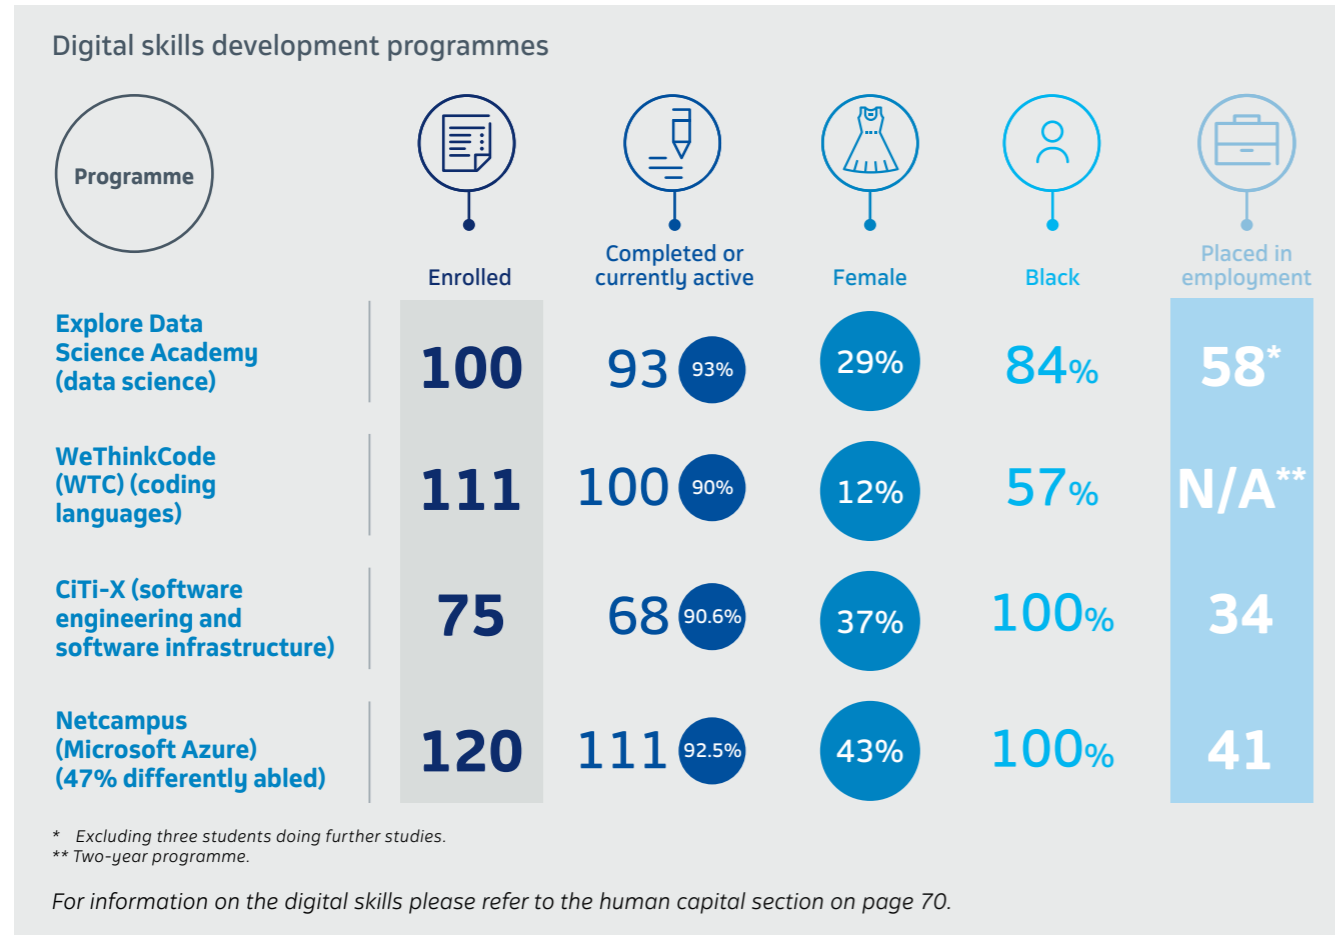 Digital skills development programmes
Programme
Enrolled
Completed or
currently active
Female
Black
Placed in
employment
Explore Data
Science Academy
(data science)
100
93 93%
29%
84%
58*
WeThinkCode
(WTC) (coding
languages)
111
100 90%
12%
57%
N/A**
CiTi-X (software
engineering and
software infrastructure)
75
68 90.6%
37%
100%
34
Netcampus
(Microsoft Azure)
(47% differently abled)
120
111 92.5%
43%
100%
41
* Excluding three students doing further studies.
** Two-year programme.
For information on the digital skills please refer to the human capital section on page 70.